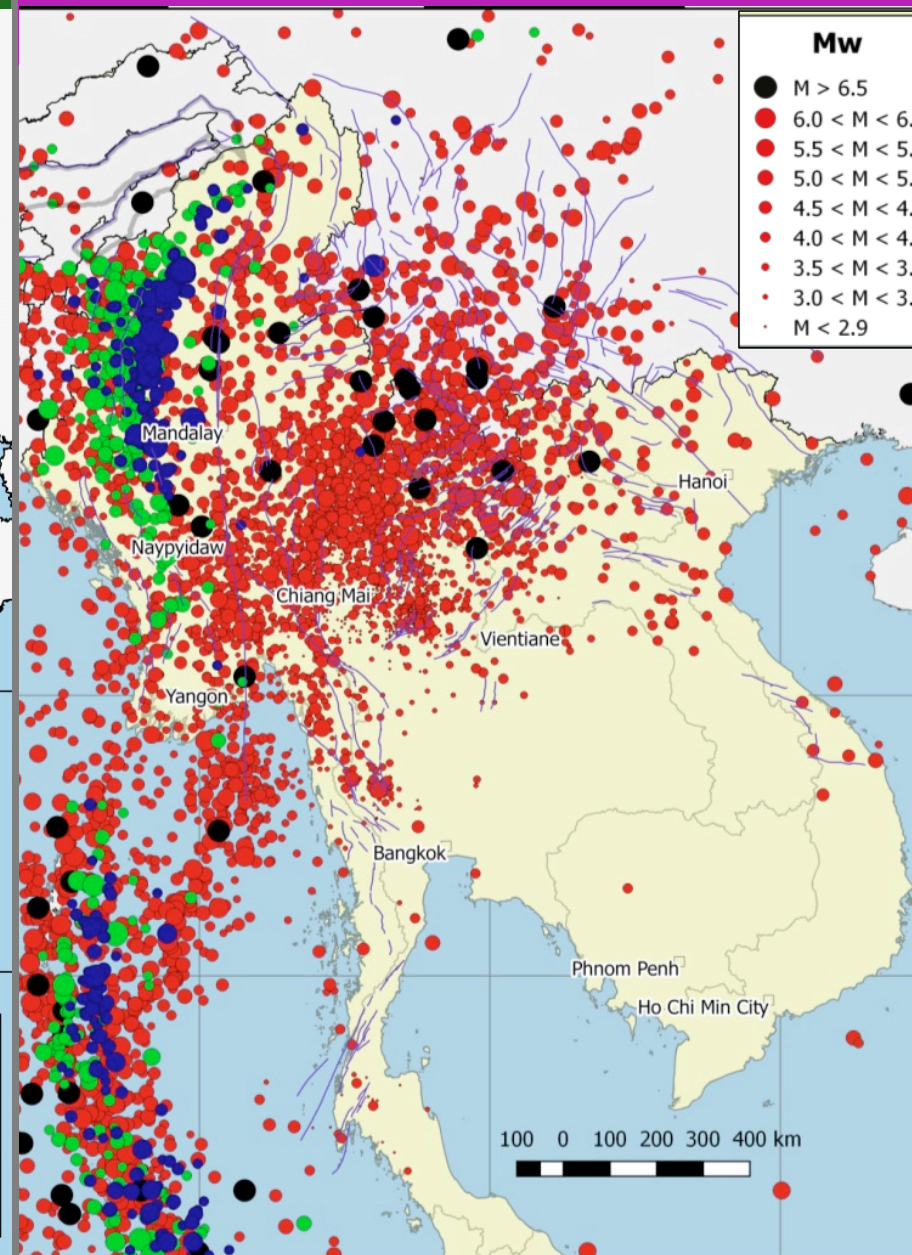 Mw
M > 6.5
6.0 < M < 6.
5.5 < M < 5.
5.0 < M < 5.
4.5 < M < 4.
4.0 < M < 4.
3.5 < M < 3.
3.0 < M < 3.
M < 2.9
Mandalay
Hanoi
Naypyidaw
Chiang Mai
Vientiane
Yangon
Bangkok
Phnom Penh
Ho Chi Min City
100 0 100 200 300 400 km